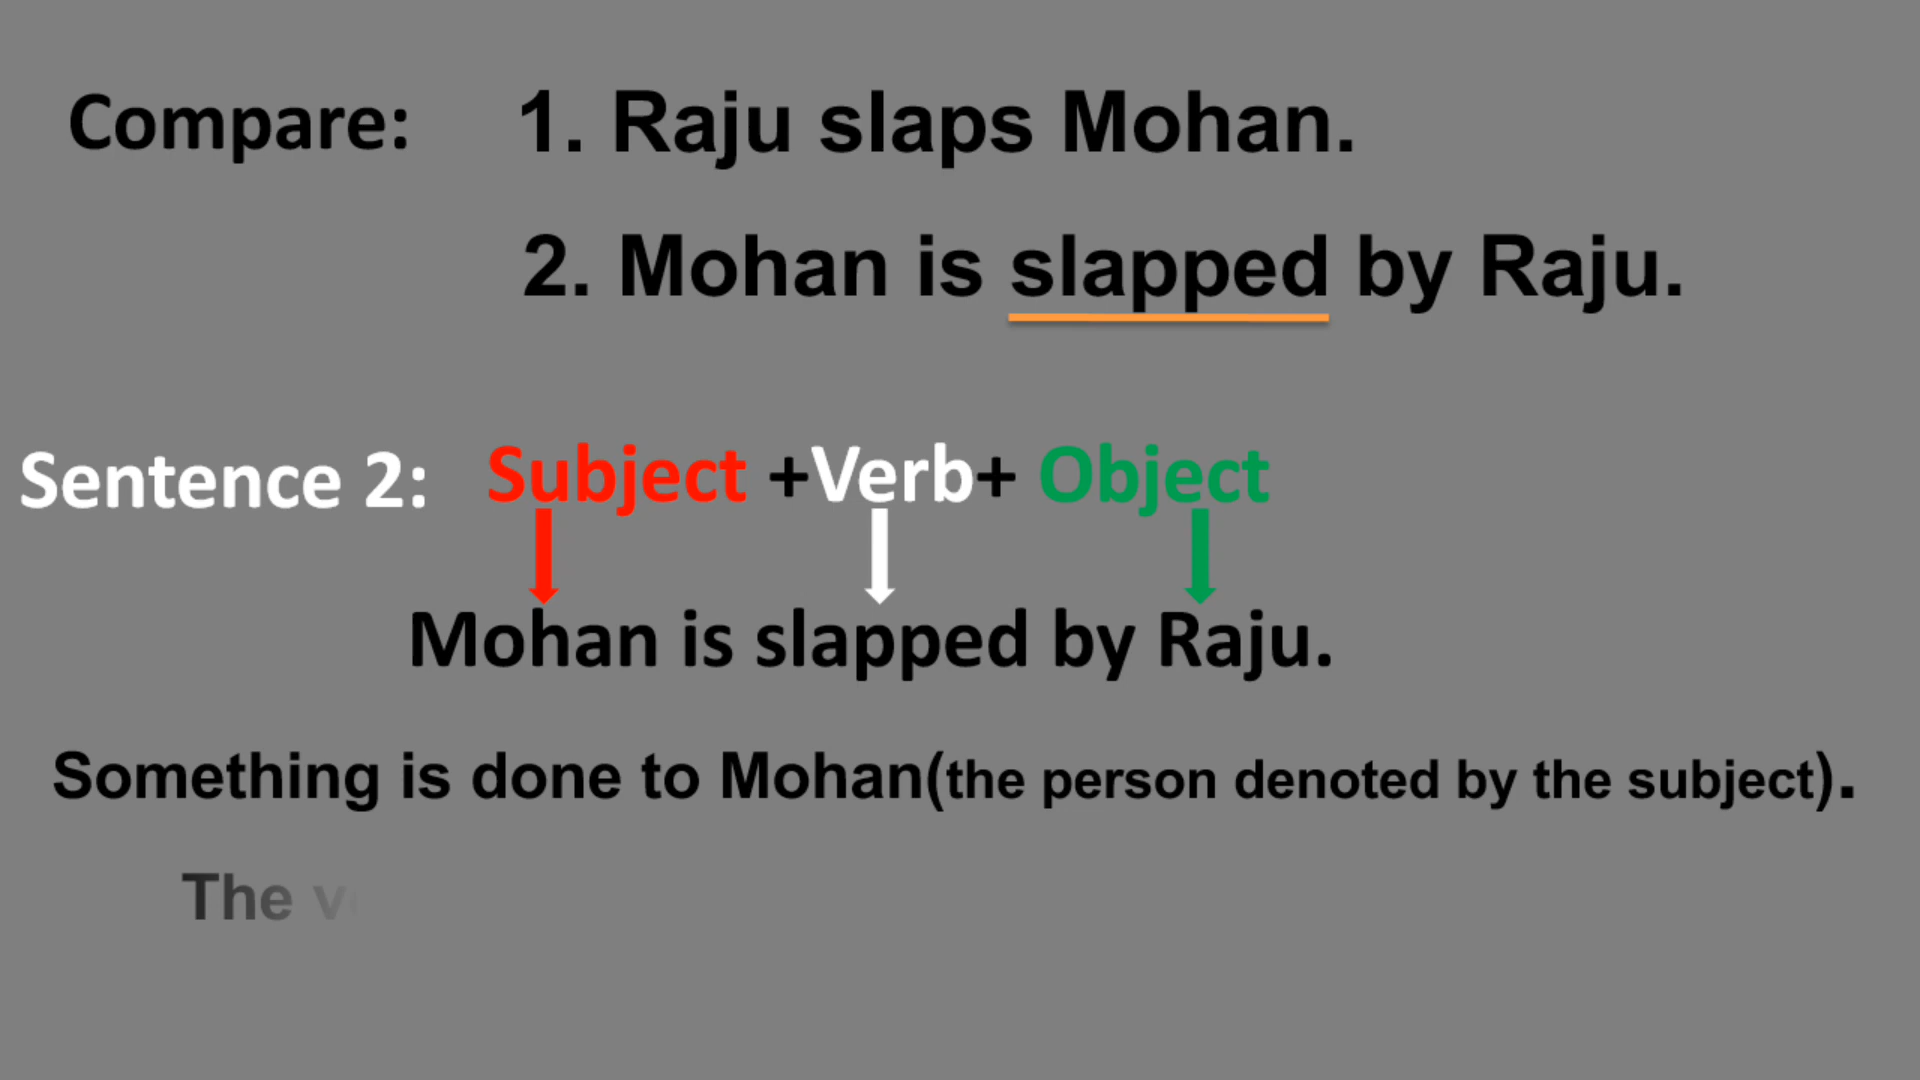 Compare: 1. Raju slaps Mohan.
2. Mohan is slapped by Raju.
Sentence 2: Subject +Verb+ Object
Mohan is slapped by Raju.
Something is done to Mohan(the person denoted by the subject).
The